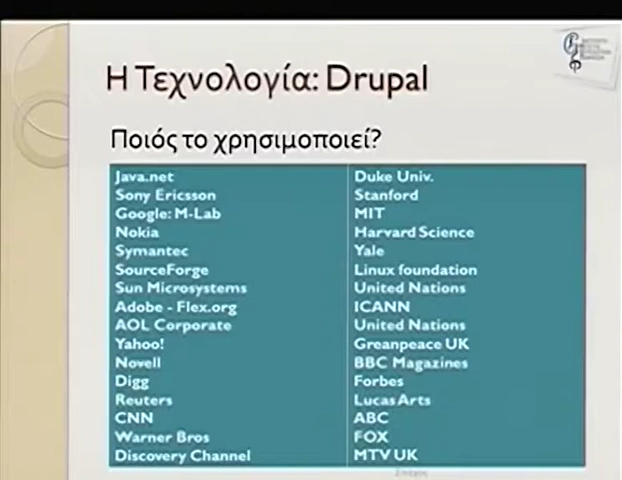 Η Τεχνολογία: Drupal
Ποιός το χρησιμοποιεί?
Java.net
Sony Ericsson
Google: M-Lab
Nokia
Symantec
SourceForge
Sun Microsystems
Adobe - Flex.org
AOL Corporate
Yahoo!
Novell
Digg
Reuters
CNN
Warner Bros
Discovery Channel
Duke Univ.
Stanford
MIT
Harvard Science
Yale
Linux foundation
United Nations
ICANN
United Nations
Greanpeace UK
BBC Magazines
Forbes
Lucas Arts
ABC
FOX
MTV UK